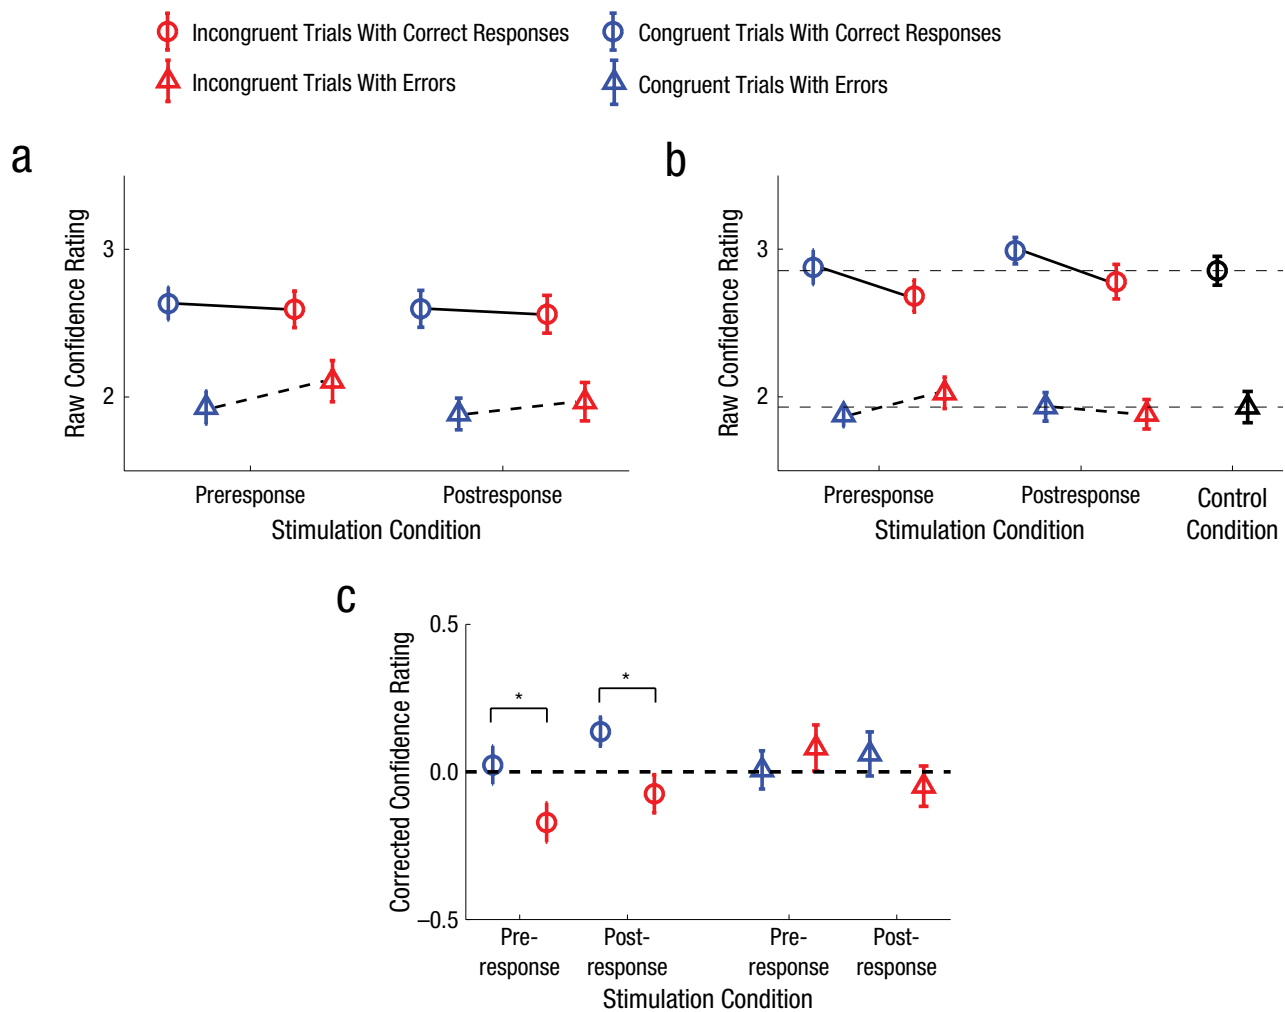 Incongruent Trials With Correct Responses
Congruent Trials With Correct Responses
Incongruent Trials With Errors
Congruent Trials With Errors
a
Raw Confidence Rating
3
2
Preresponse
Postresponse
Stimulation Condition
b
Raw Confidence Rating
3
2
Preresponse
Postresponse
Control
Condition
Stimulation Condition
c
Corrected Confidence Rating
0.5
0.0
–0.5
*
*
Pre-
response
Post-
response
Pre-
response
Post-
response
Stimulation Condition